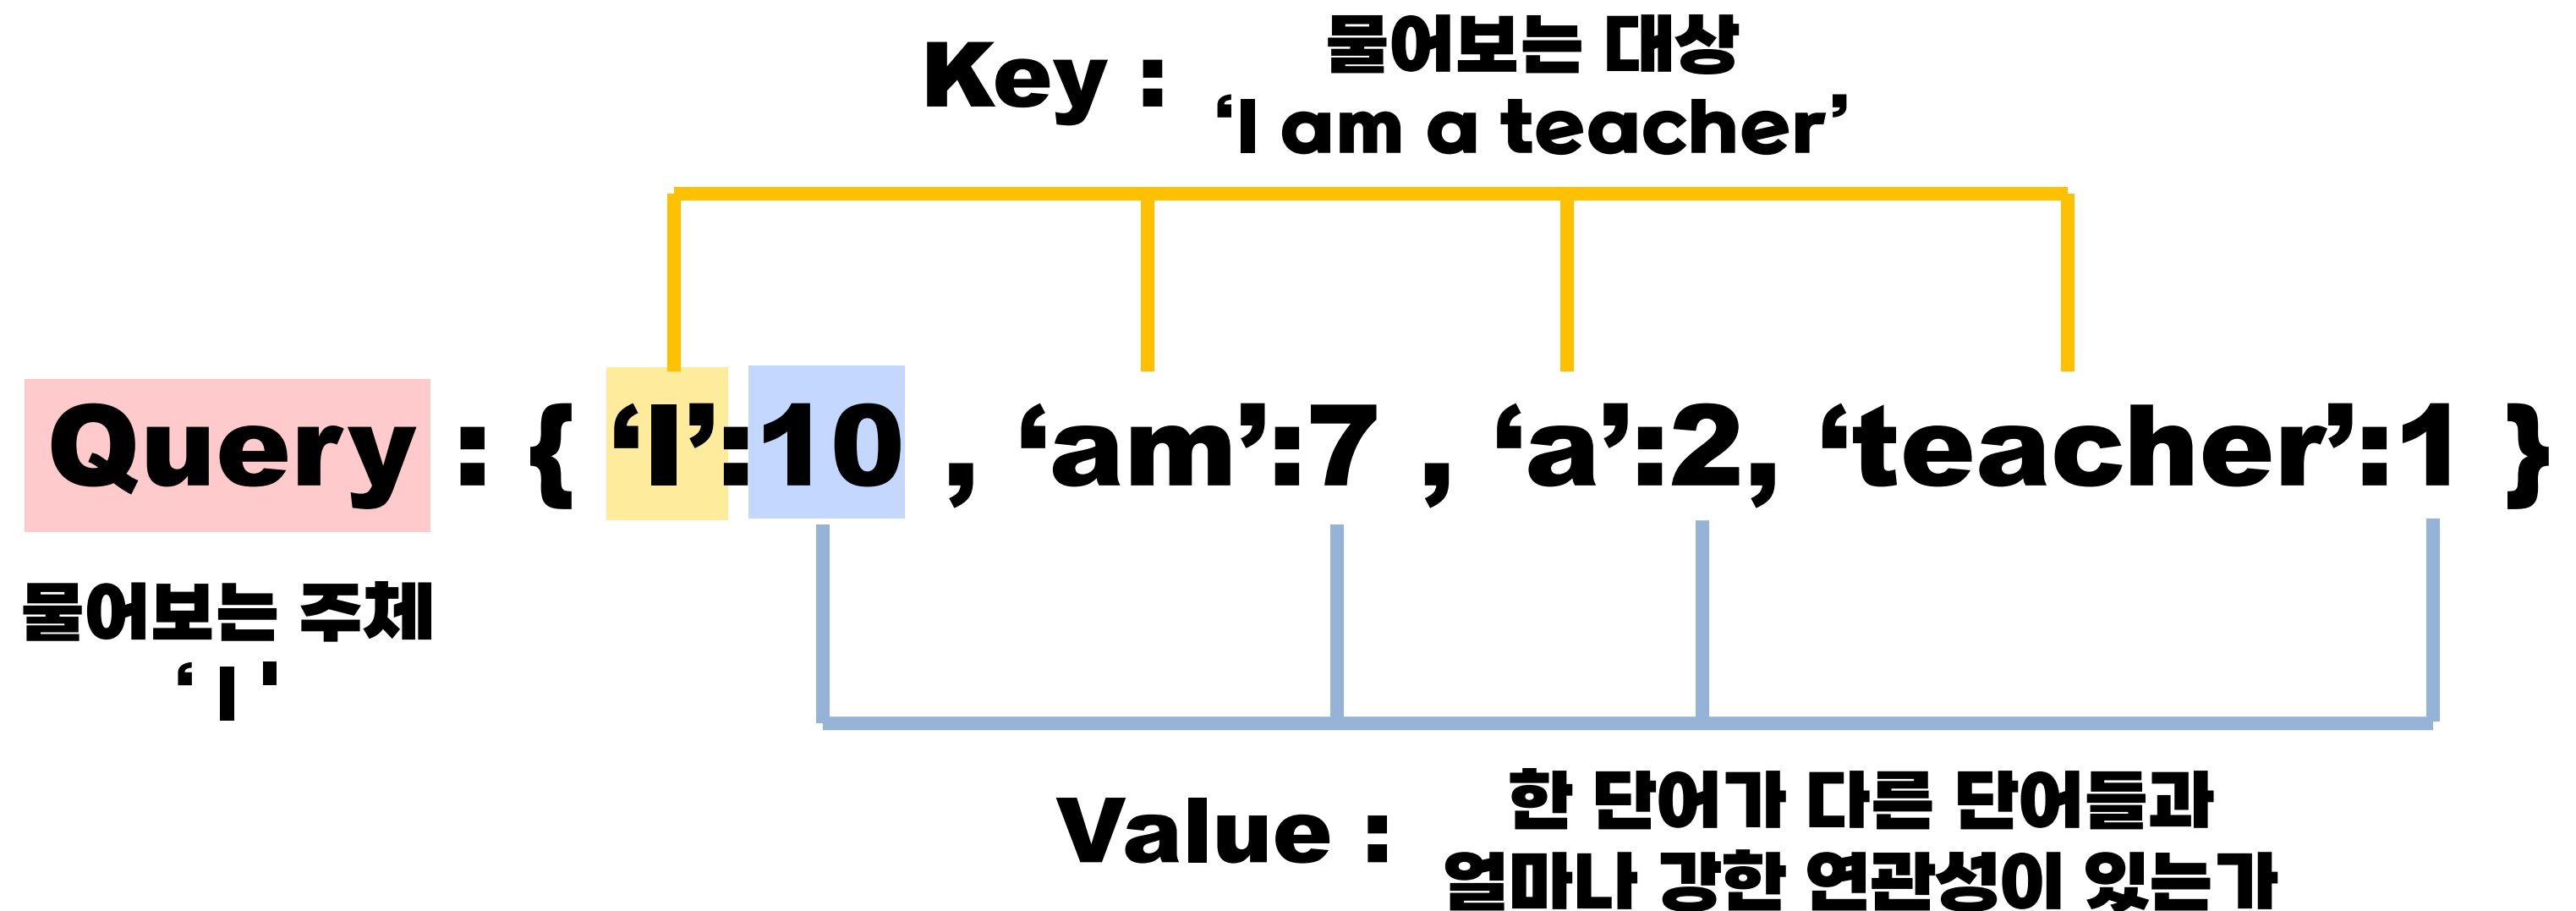 Key : 물어보는 대상
‘I am a teacher’
Query : { ‘I’:10 , ‘am’:7 , ‘a’:2, ‘teacher’:1 }
물어보는 주체
‘ I '
Value : 한 단어가 다른 단어들과
얼마나 강한 연관성이 있는가